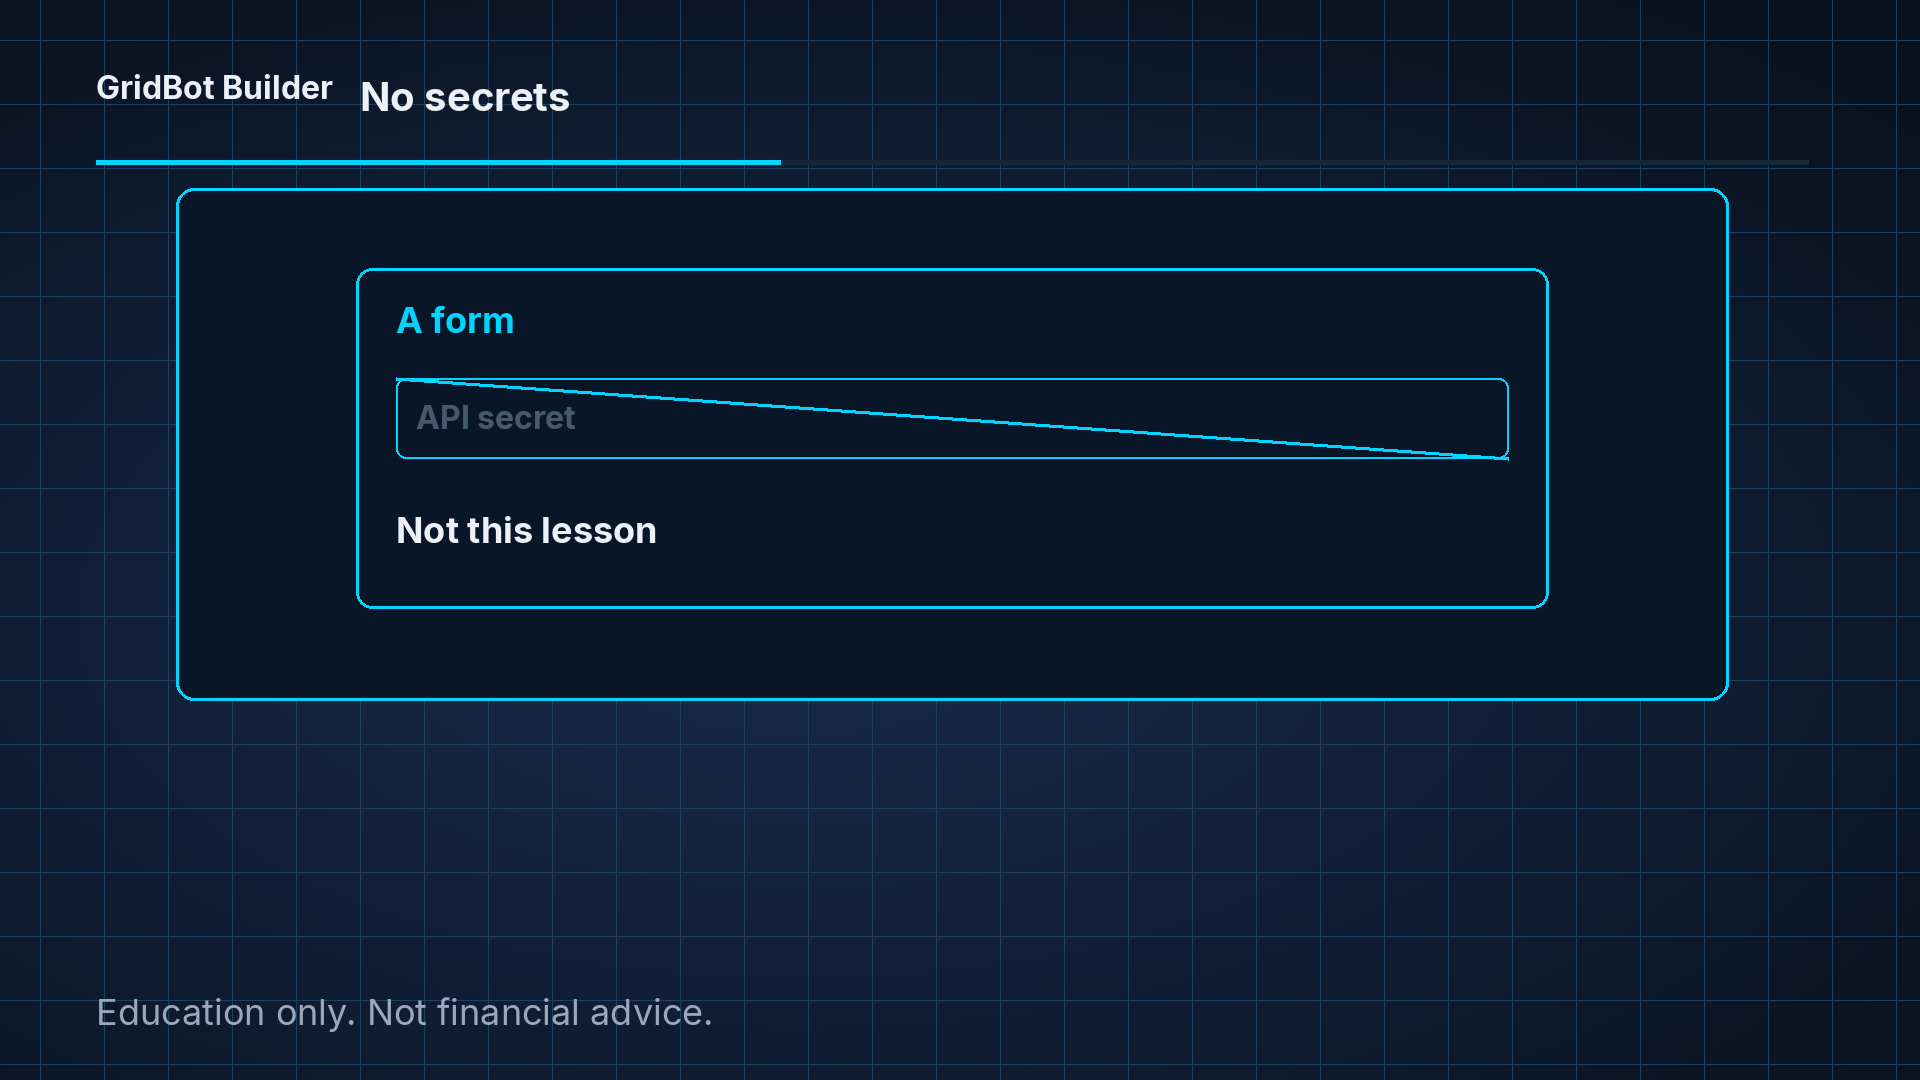 GridBot Builder
No secrets
A form
API secret
Not this lesson
Education only. Not financial advice.